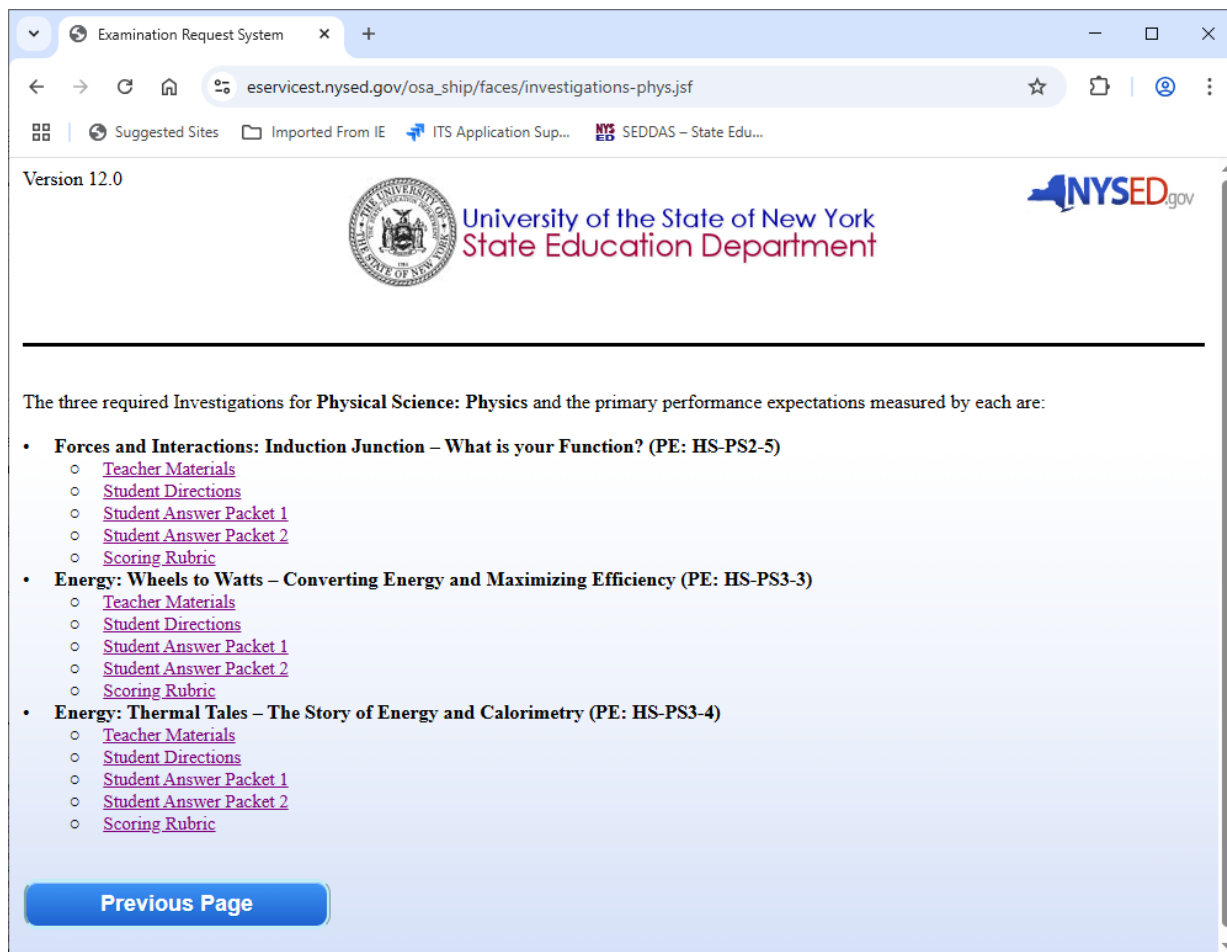 Examination Request System
eservicest.nysed.gov/osa_ship/faces/investigations-phys.jsf
Suggested Sites Imported From IE ITS Application Sup... NYS ED SEDDAS – State Edu...
Version 12.0
University of the State of New York
State Education Department
NYSED.gov
The three required Investigations for Physical Science: Physics and the primary performance expectations measured by each are:
• Forces and Interactions: Induction Junction – What is your Function? (PE: HS-PS2-5)
○ Teacher Materials
○ Student Directions
○ Student Answer Packet 1
○ Student Answer Packet 2
○ Scoring Rubric
• Energy: Wheels to Watts – Converting Energy and Maximizing Efficiency (PE: HS-PS3-3)
○ Teacher Materials
○ Student Directions
○ Student Answer Packet 1
○ Student Answer Packet 2
○ Scoring Rubric
• Energy: Thermal Tales – The Story of Energy and Calorimetry (PE: HS-PS3-4)
○ Teacher Materials
○ Student Directions
○ Student Answer Packet 1
○ Student Answer Packet 2
○ Scoring Rubric
Previous Page